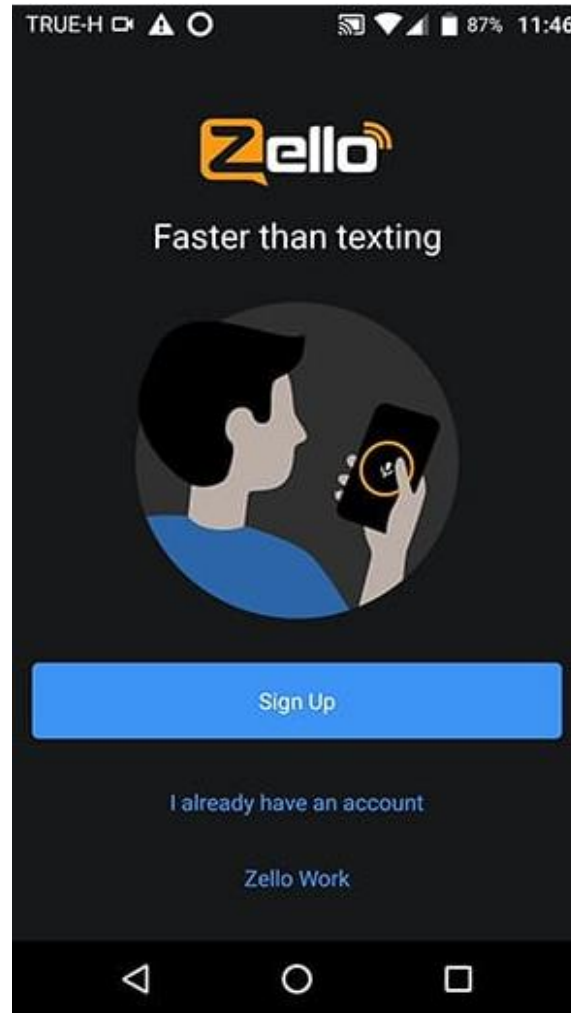 TRUE-H 87% 11:46
Zello
Faster than texting
Sign Up
I already have an account
Zello Work